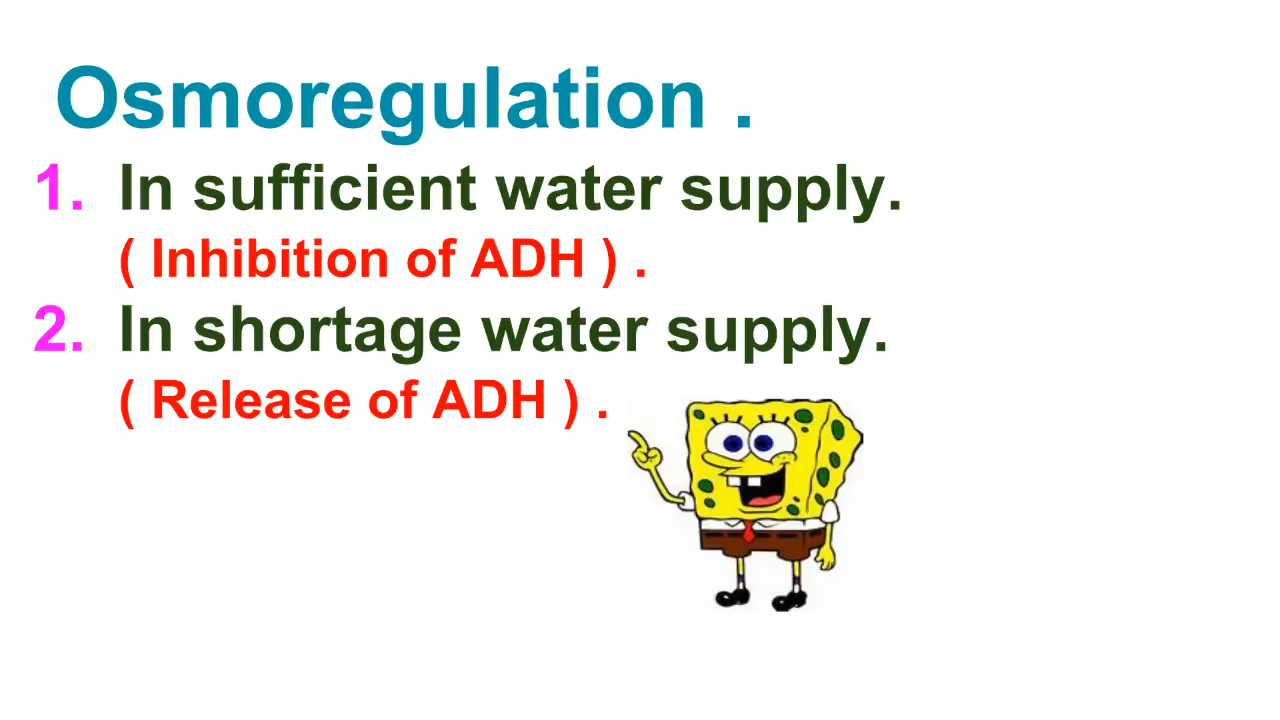 Osmoregulation .
1. In sufficient water supply.
( Inhibition of ADH ) .
2. In shortage water supply.
( Release of ADH ) .